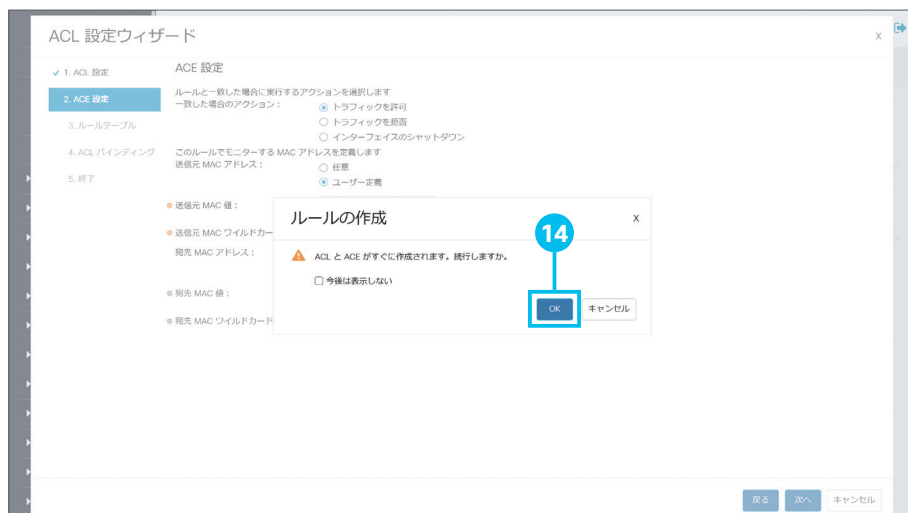 ACL 設定ウィザード
x
1. ACL 設定
2. ACE 設定
3. ルールテーブル
4. ACL バインディング
5. 終了
ACE 設定
ルールと一致した場合に実行するアクションを選択します
一致した場合のアクション：
トラフィックを許可
トラフィックを拒否
インターフェイスのシャットダウン
このルールでモニターする MAC アドレスを定義します
送信元 MAC アドレス：
任意
ユーザー定義
送信元 MAC 値：
送信元 MAC ワイルドカー
宛先 MAC アドレス：
宛先 MAC 値：
宛先 MAC ワイルドカード
ルールの作成
x
14
ACL と ACE がすぐに作成されます。続行しますか。
今後は表示しない
OK
キャンセル
戻る
次へ
キャンセル